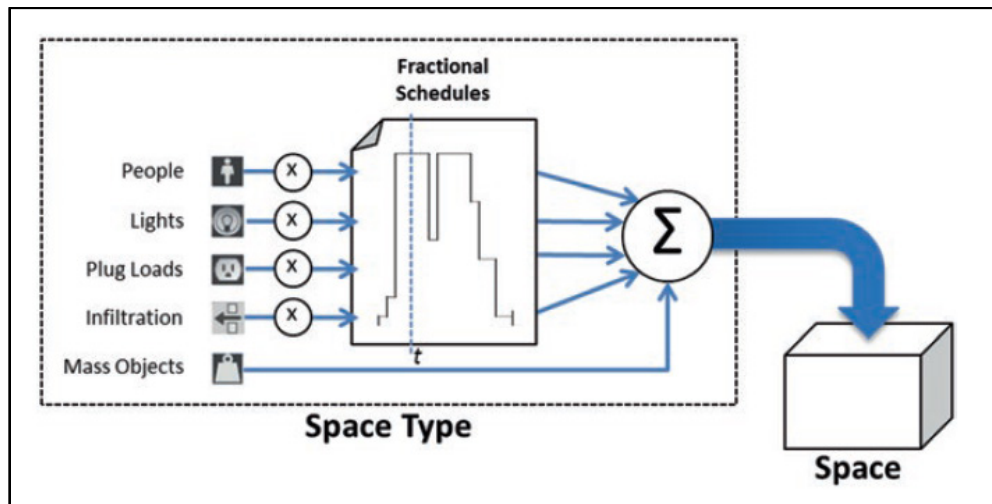 Fractional
Schedules
People
X
Lights
X
Plug Loads
X
Infiltration
X
Mass Objects
Σ
t
Space Type
Space